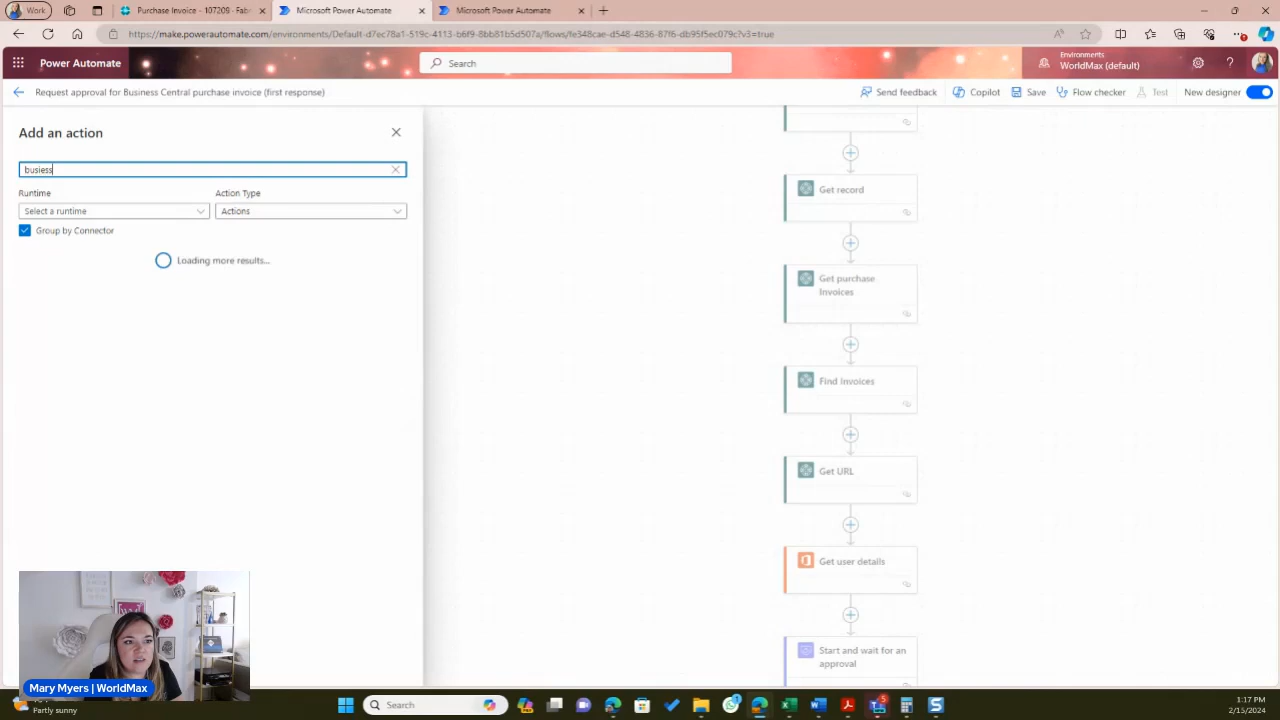 Work
Purchase Invoice - 107209 - Fab
Microsoft Power Automate
Microsoft Power Automate
https://make.powerautomate.com/environments/Default-d7ec78a1-519c-4113-b6f9-8bb81b5d507a/flows/fe348cae-d548-4836-87f6-db95f5ec079c?v3=true
Power Automate
Search
Environments
WorldMax (default)
Request approval for Business Central purchase invoice (first response)
Send feedback
Copilot
Save
Flow checker
Test
New designer
Add an action
busiess
Runtime
Action Type
Select a runtime
Actions
Group by Connector
Loading more results...
Get record
Get purchase
Invoices
Find Invoices
Get URL
Get user details
Start and wait for an
approval
Mary Myers | WorldMax
Partly sunny
Search
5
1:17 PM
2/15/2024